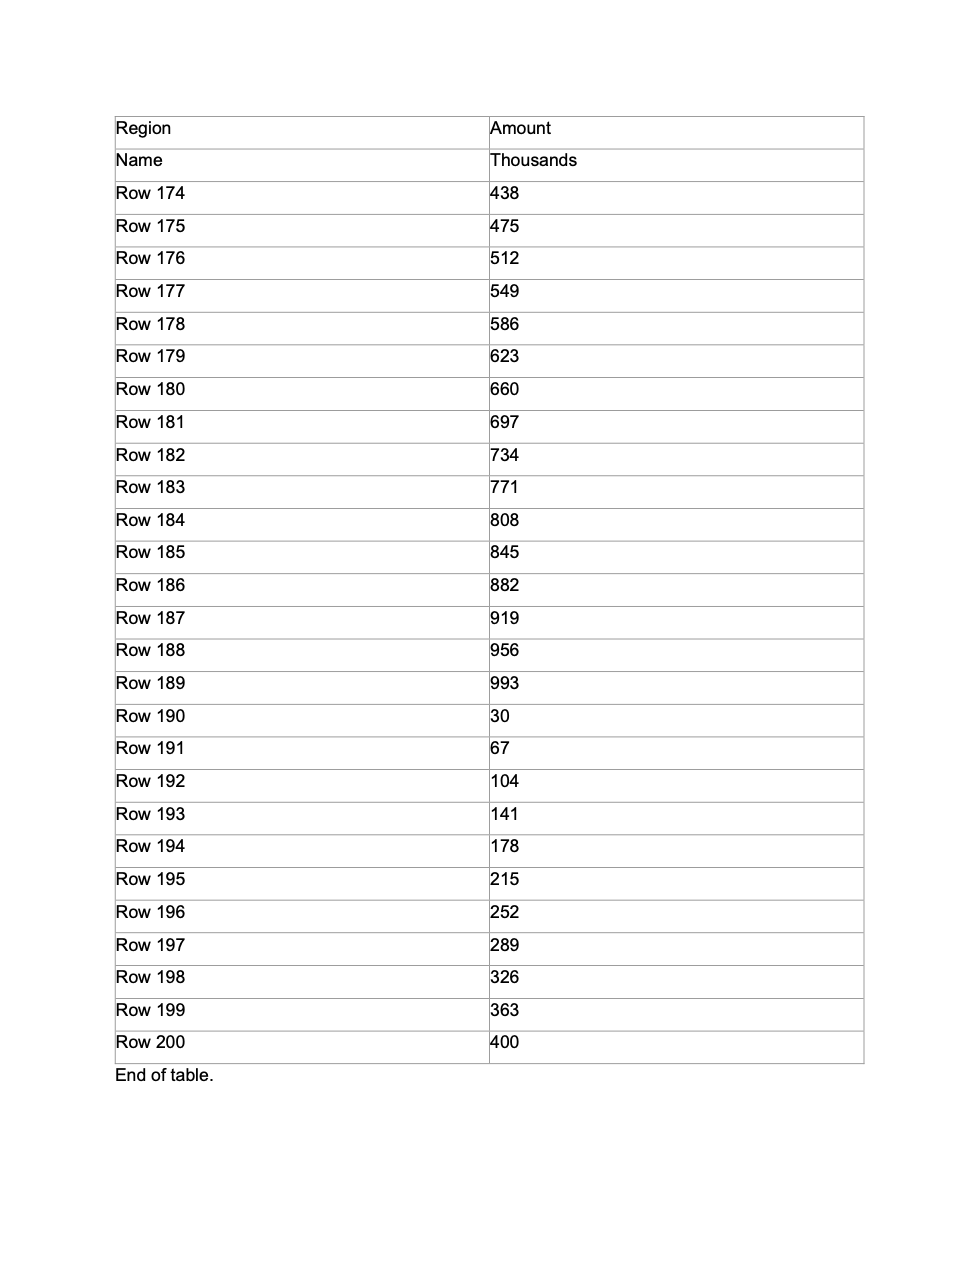 Region Amount
Name Thousands
Row 174 438
Row 175 475
Row 176 512
Row 177 549
Row 178 586
Row 179 623
Row 180 660
Row 181 697
Row 182 734
Row 183 771
Row 184 808
Row 185 845
Row 186 882
Row 187 919
Row 188 956
Row 189 993
Row 190 30
Row 191 67
Row 192 104
Row 193 141
Row 194 178
Row 195 215
Row 196 252
Row 197 289
Row 198 326
Row 199 363
Row 200 400
End of table.